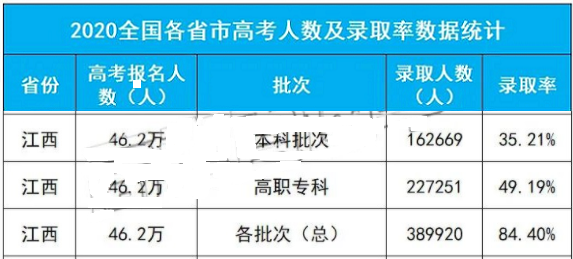 2020全国各省市高考人数及录取率数据统计
省份 高考报名人数（人） 批次 录取人数（人） 录取率
江西 46.2万 本科批次 162669 35.21%
江西 46.2万 高职专科 227251 49.19%
江西 46.2万 各批次（总） 389920 84.40%